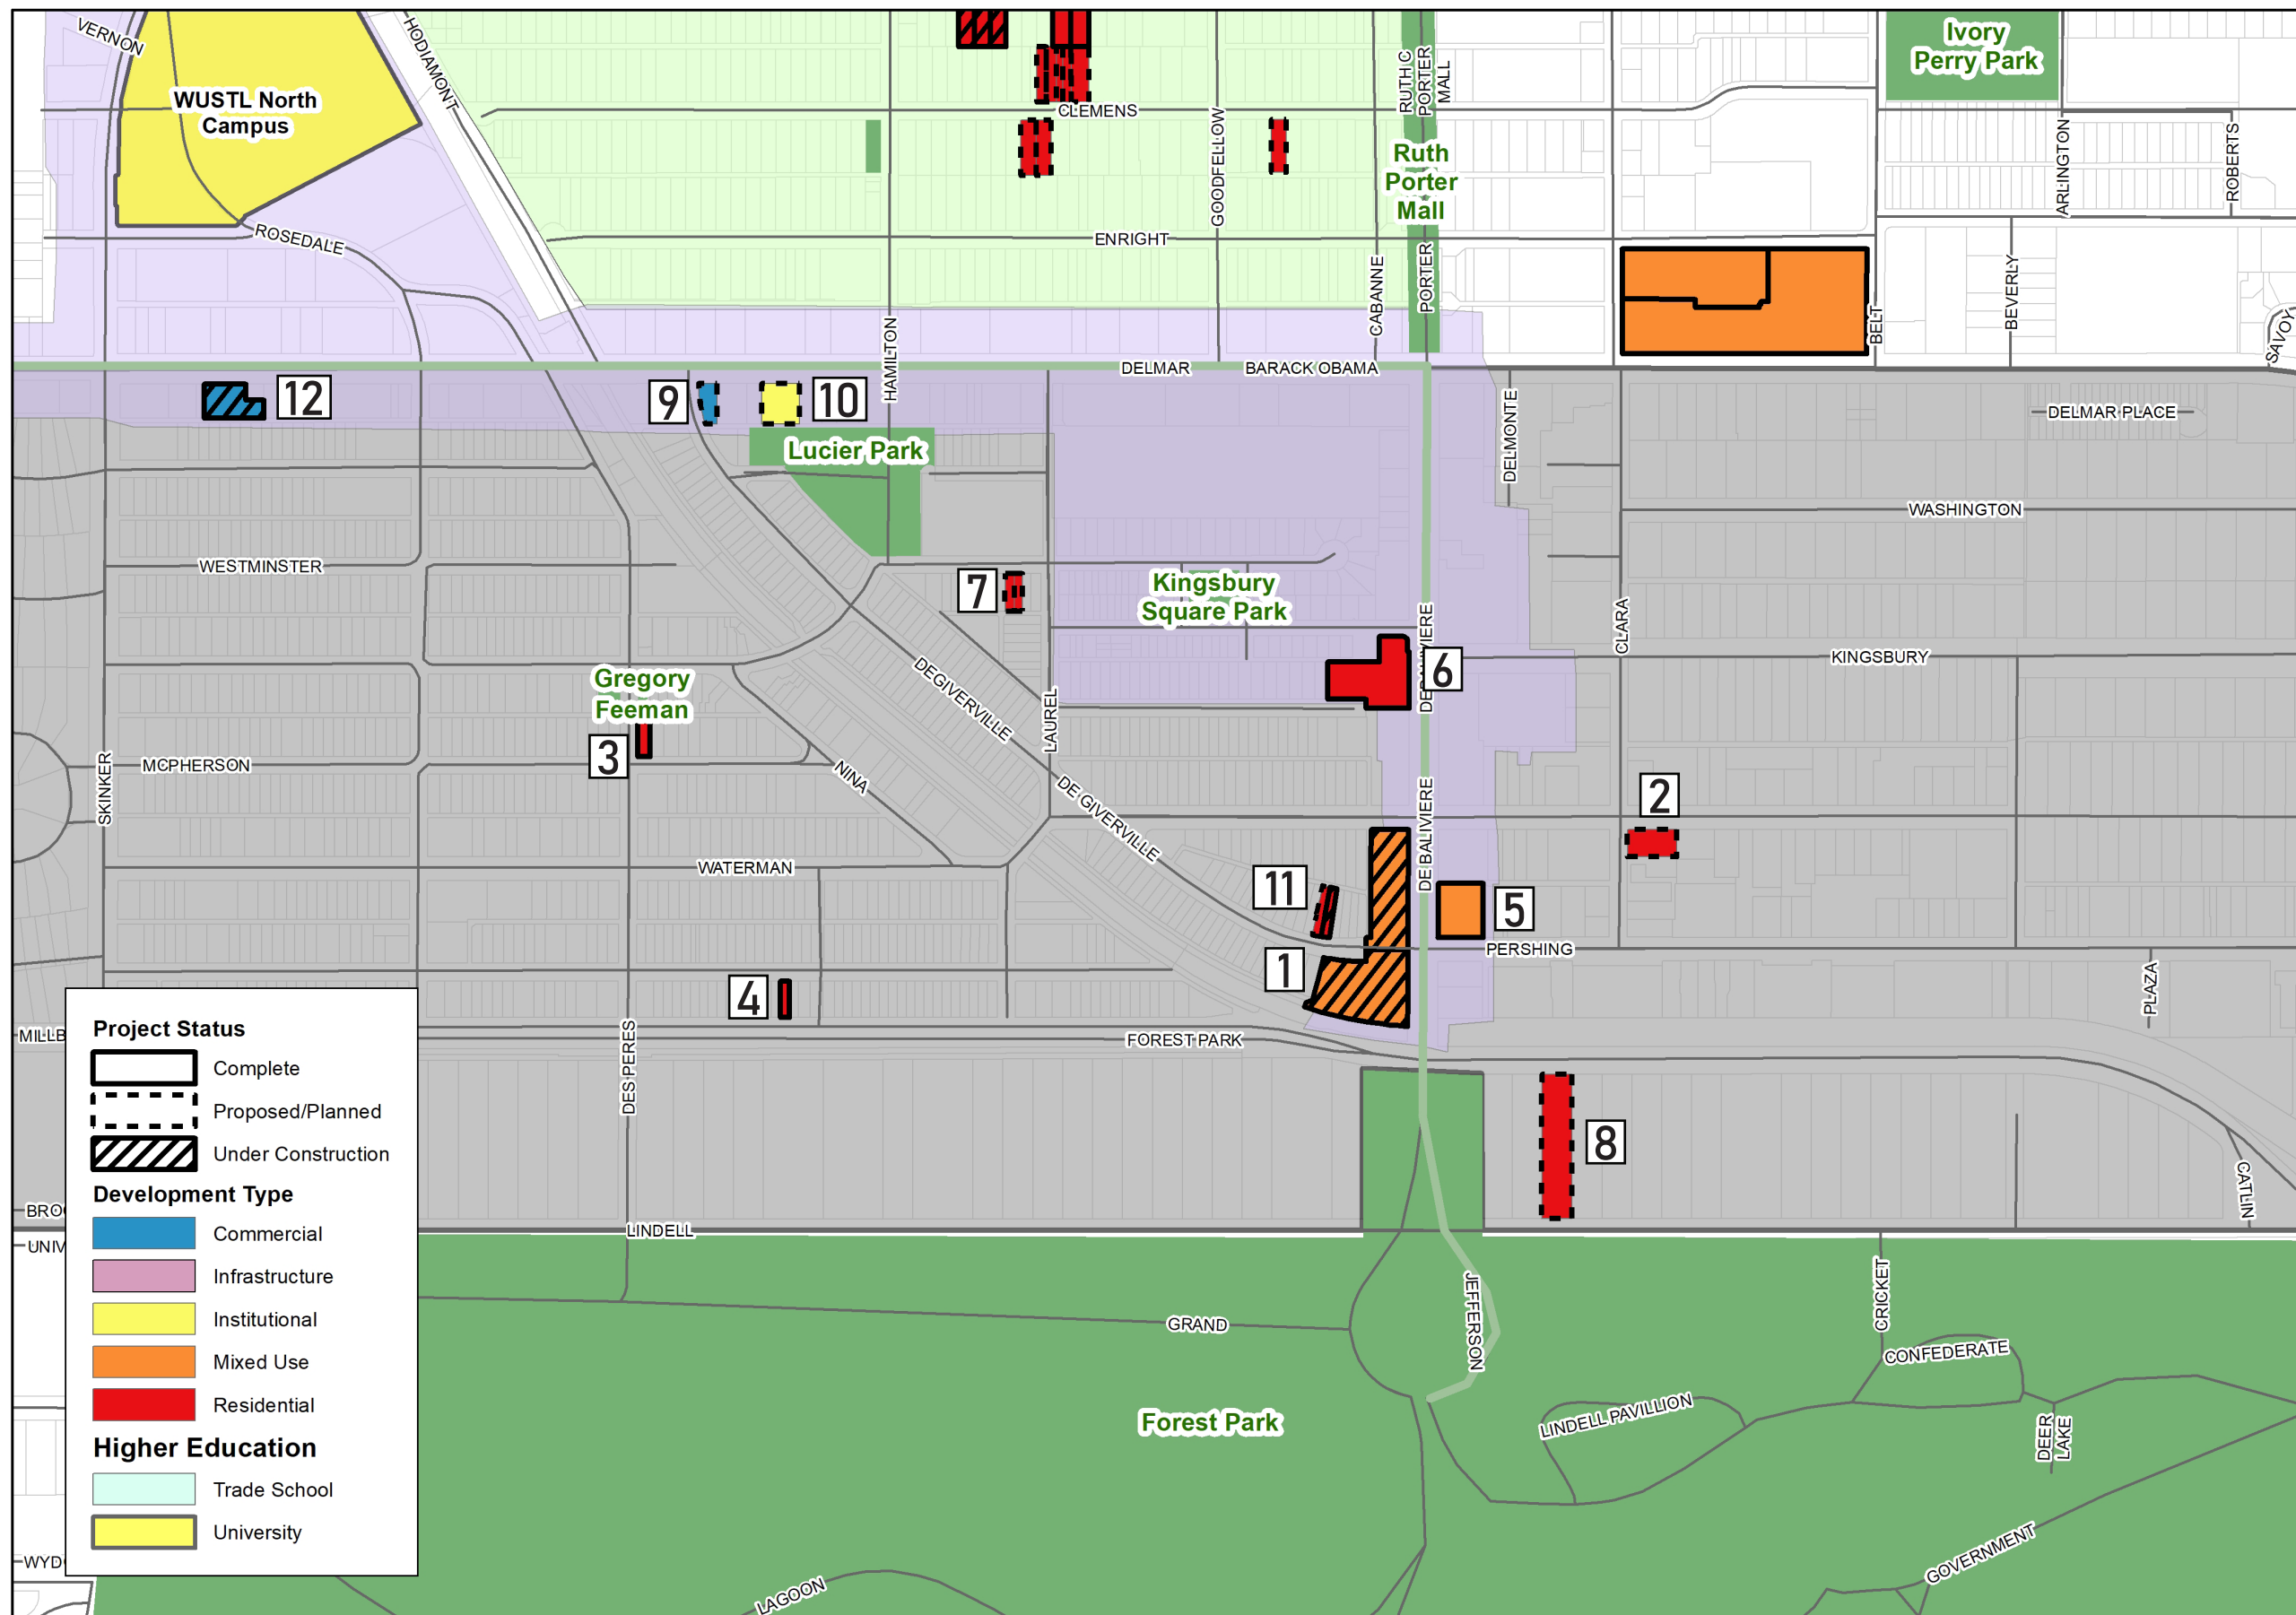 VERNON
HODIAMONT
WUSTL North
Campus
ROSEDALE
CLEMENS
GOODFELLOW
RUTH C
PORTER
MALL
Ruth
Porter
Mall
Ivory
Perry Park
ARLINGTON
ROBERTS
ENRIGHT
CABANNE
PORTER
BELT
BEVERLY
SAVOY
HAMILTON
DELMAR
BARACK OBAMA
12
9
10
Lucier Park
DELMONTE
DELMAR PLACE
WASHINGTON
WESTMINSTER
7
Kingsbury
Square Park
CLARA
KINGSBURY
6
Gregory
Feeman
3
DEGIVERVILLE
LAUREL
SKINKER
MCPHERSON
NINA
DE GIVERVILLE
DE BALIVIERE
2
WATERMAN
11
5
PERSHING
1
4
PLAZA
MILLB
DES PERES
FOREST PARK
8
CATLIN
BRO
UNIV
LINDELL
JEFFERSON
CRICKET
GRAND
CONFEDERATE
Forest Park
LINDELL PAVILLION
DEER
LAKE
GOVERNMENT
WYD
LAGOON
Project Status
Complete
Proposed/Planned
Under Construction
Development Type
Commercial
Infrastructure
Institutional
Mixed Use
Residential
Higher Education
Trade School
University